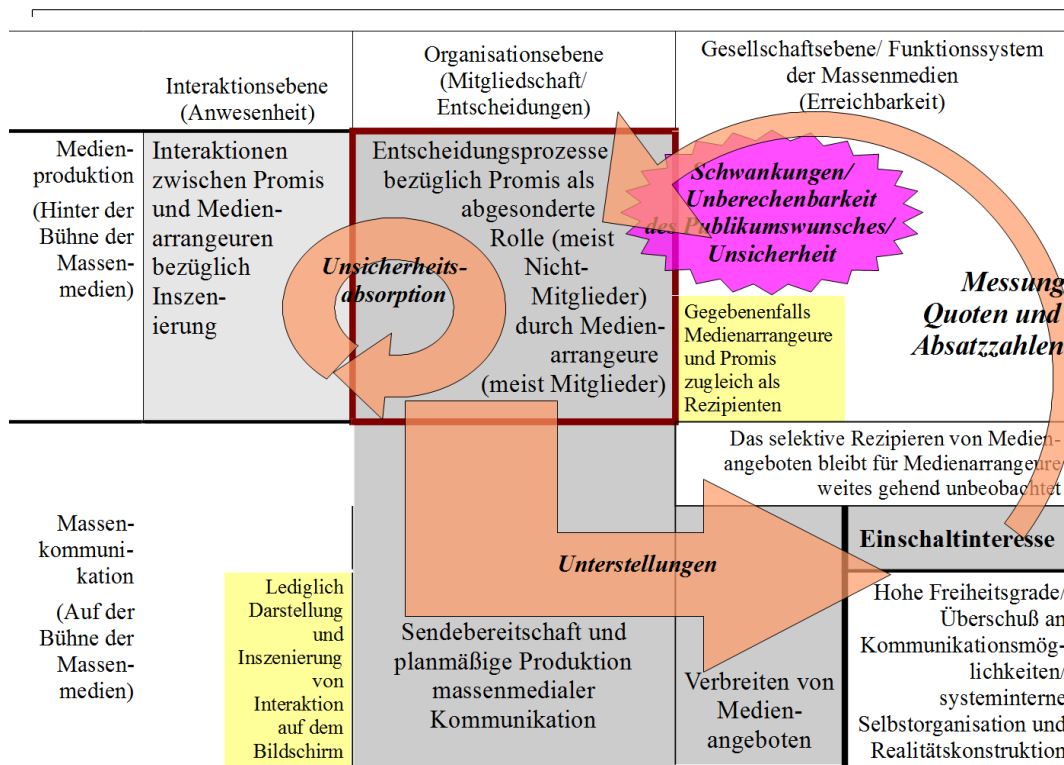 Interaktionsebene
(Anwesenheit)
Organisationsebene
(Mitgliedschaft/
Entscheidungen)
Gesellschaftsebene/ Funktionssystem
der Massenmedien
(Erreichbarkeit)
Medien-
produktion
(Hinter der
Bühne der
Massen-
medien)
Interaktionen
zwischen Promis
und Medien-
arrangeuren
bezüglich
Inszen-
ierung
Entscheidungsprozesse
bezüglich Promis als
abgesonderte
Rolle (meist
Nicht-
Mitglieder)
durch Medien-
arrangeure
(meist Mitglieder)
Unsicherheits-
absorption
Schwankungen/
Unberechenbarkeit
des Publikumswunsches/
Unsicherheit
Gegebenenfalls
Medienarrangeure
und Promis
zugleich als
Rezipienten
Messung
Quoten und
Absatzzahlen
Das selektive Rezipieren von Medien-
angeboten bleibt für Medienarrangeure
weites gehend unbeobachtet
Massen-
kommuni-
kation
(Auf der
Bühne der
Massen-
medien)
Lediglich
Darstellung
und
Inszenierung
von
Interaktion
auf dem
Bildschirm
Unterstellungen
Sendebereitschaft und
planmäßige Produktion
massenmedialer
Kommunikation
Verbreiten von
Medien-
angeboten
Einschaltinteresse
Hohe Freiheitsgrade/
Überschuß an
Kommunikationsmög-
lichkeiten/
systeminterne
Selbstorganisation und
Realitätskonstruktion